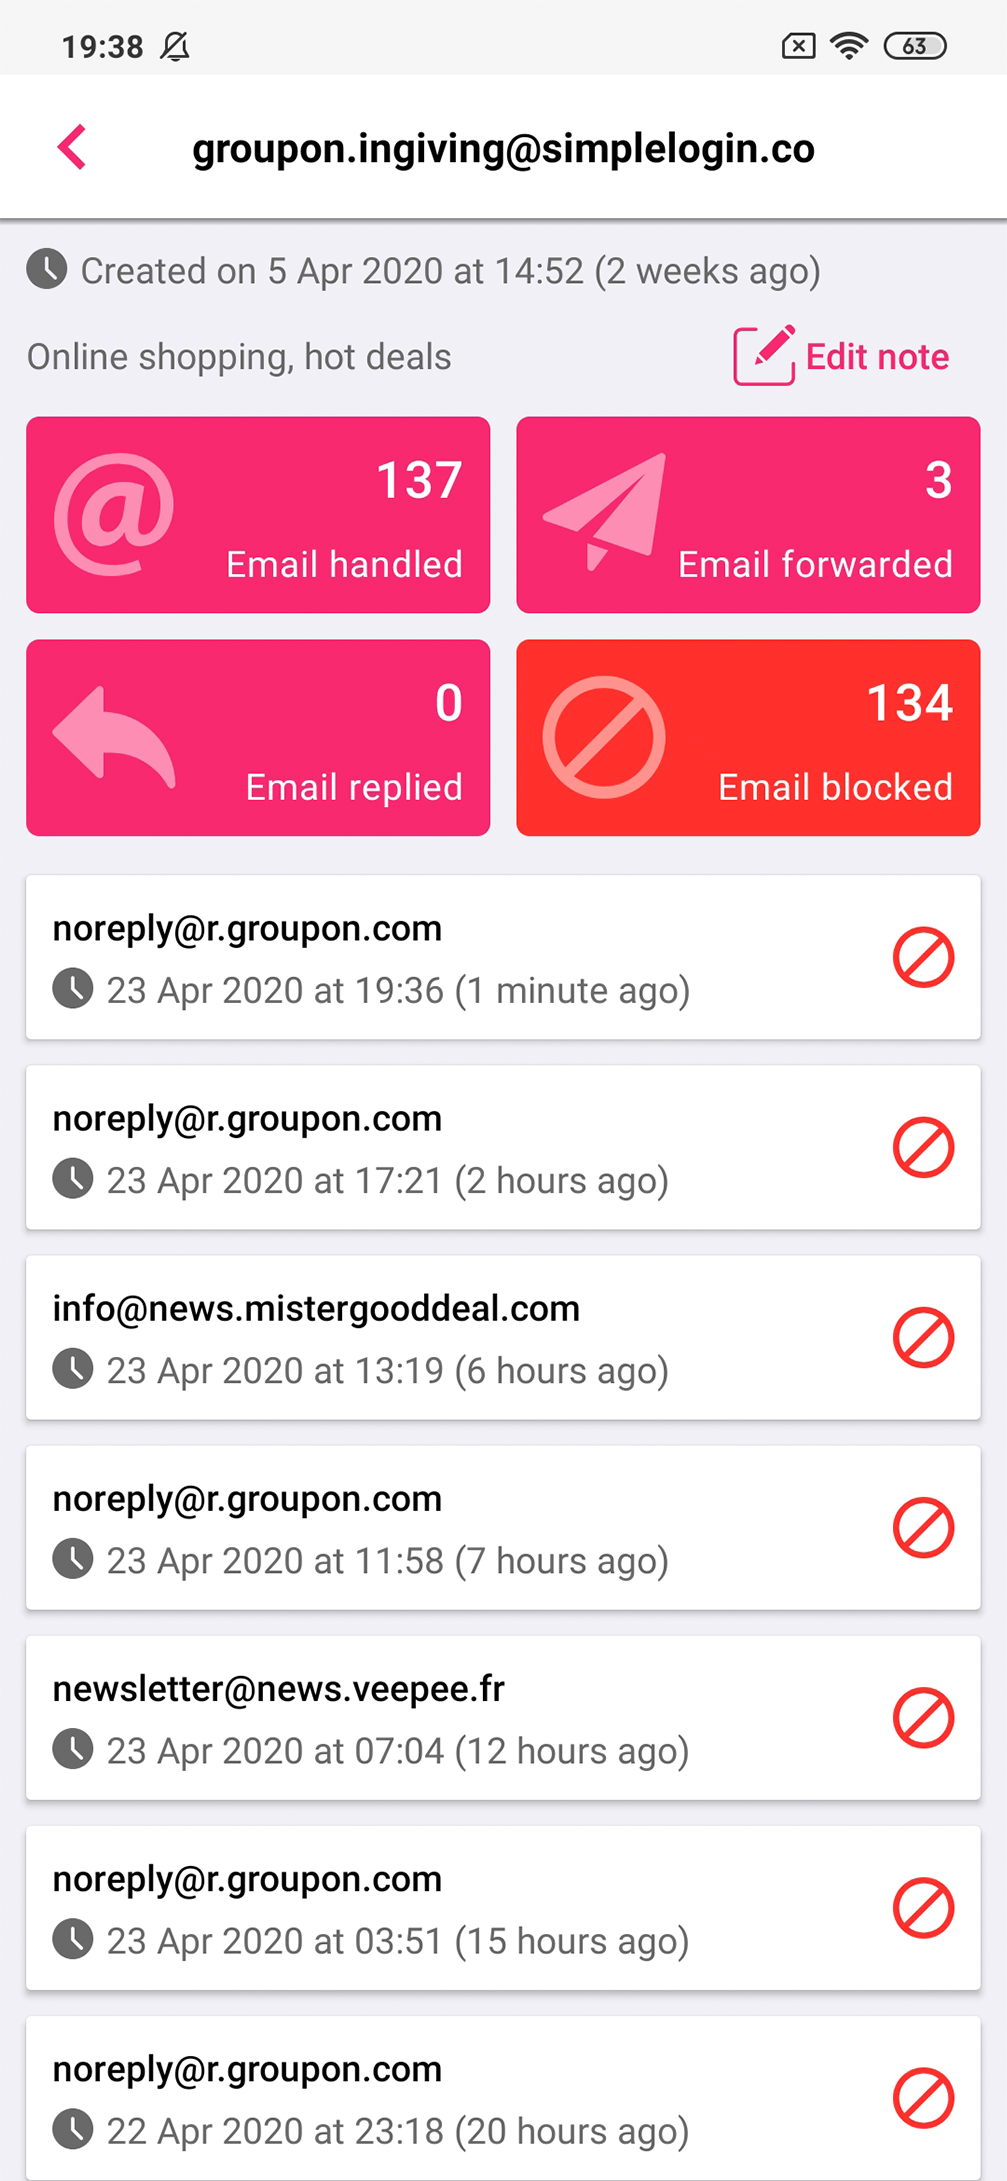 19:38
63
groupon.ingiving@simplelogin.co
Created on 5 Apr 2020 at 14:52 (2 weeks ago)
Online shopping, hot deals
Edit note
137
Email handled
3
Email forwarded
0
Email replied
134
Email blocked
noreply@r.groupon.com
23 Apr 2020 at 19:36 (1 minute ago)
noreply@r.groupon.com
23 Apr 2020 at 17:21 (2 hours ago)
info@news.mistergooddeal.com
23 Apr 2020 at 13:19 (6 hours ago)
noreply@r.groupon.com
23 Apr 2020 at 11:58 (7 hours ago)
newsletter@news.veepee.fr
23 Apr 2020 at 07:04 (12 hours ago)
noreply@r.groupon.com
23 Apr 2020 at 03:51 (15 hours ago)
noreply@r.groupon.com
22 Apr 2020 at 23:18 (20 hours ago)